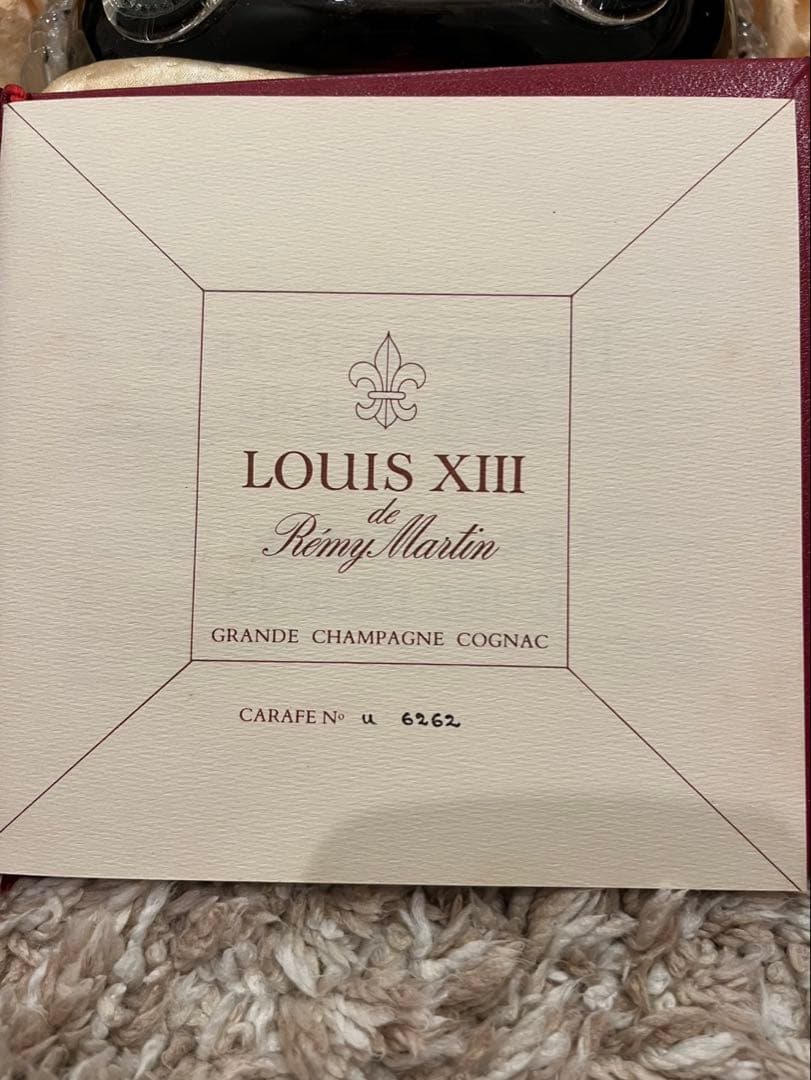 LOUIS XIII
de
Rémy Martin
GRANDE CHAMPAGNE COGNAC
CARAFE Nº u 6262